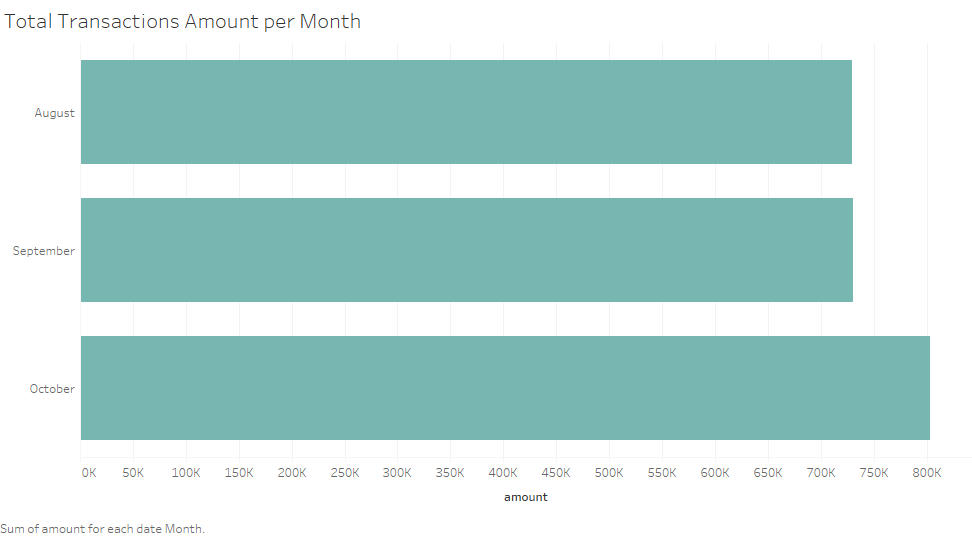 Total Transactions Amount per Month
August
September
October
0K 50K 100K 150K 200K 250K 300K 350K 400K 450K 500K 550K 600K 650K 700K 750K 800K
amount
Sum of amount for each date Month.